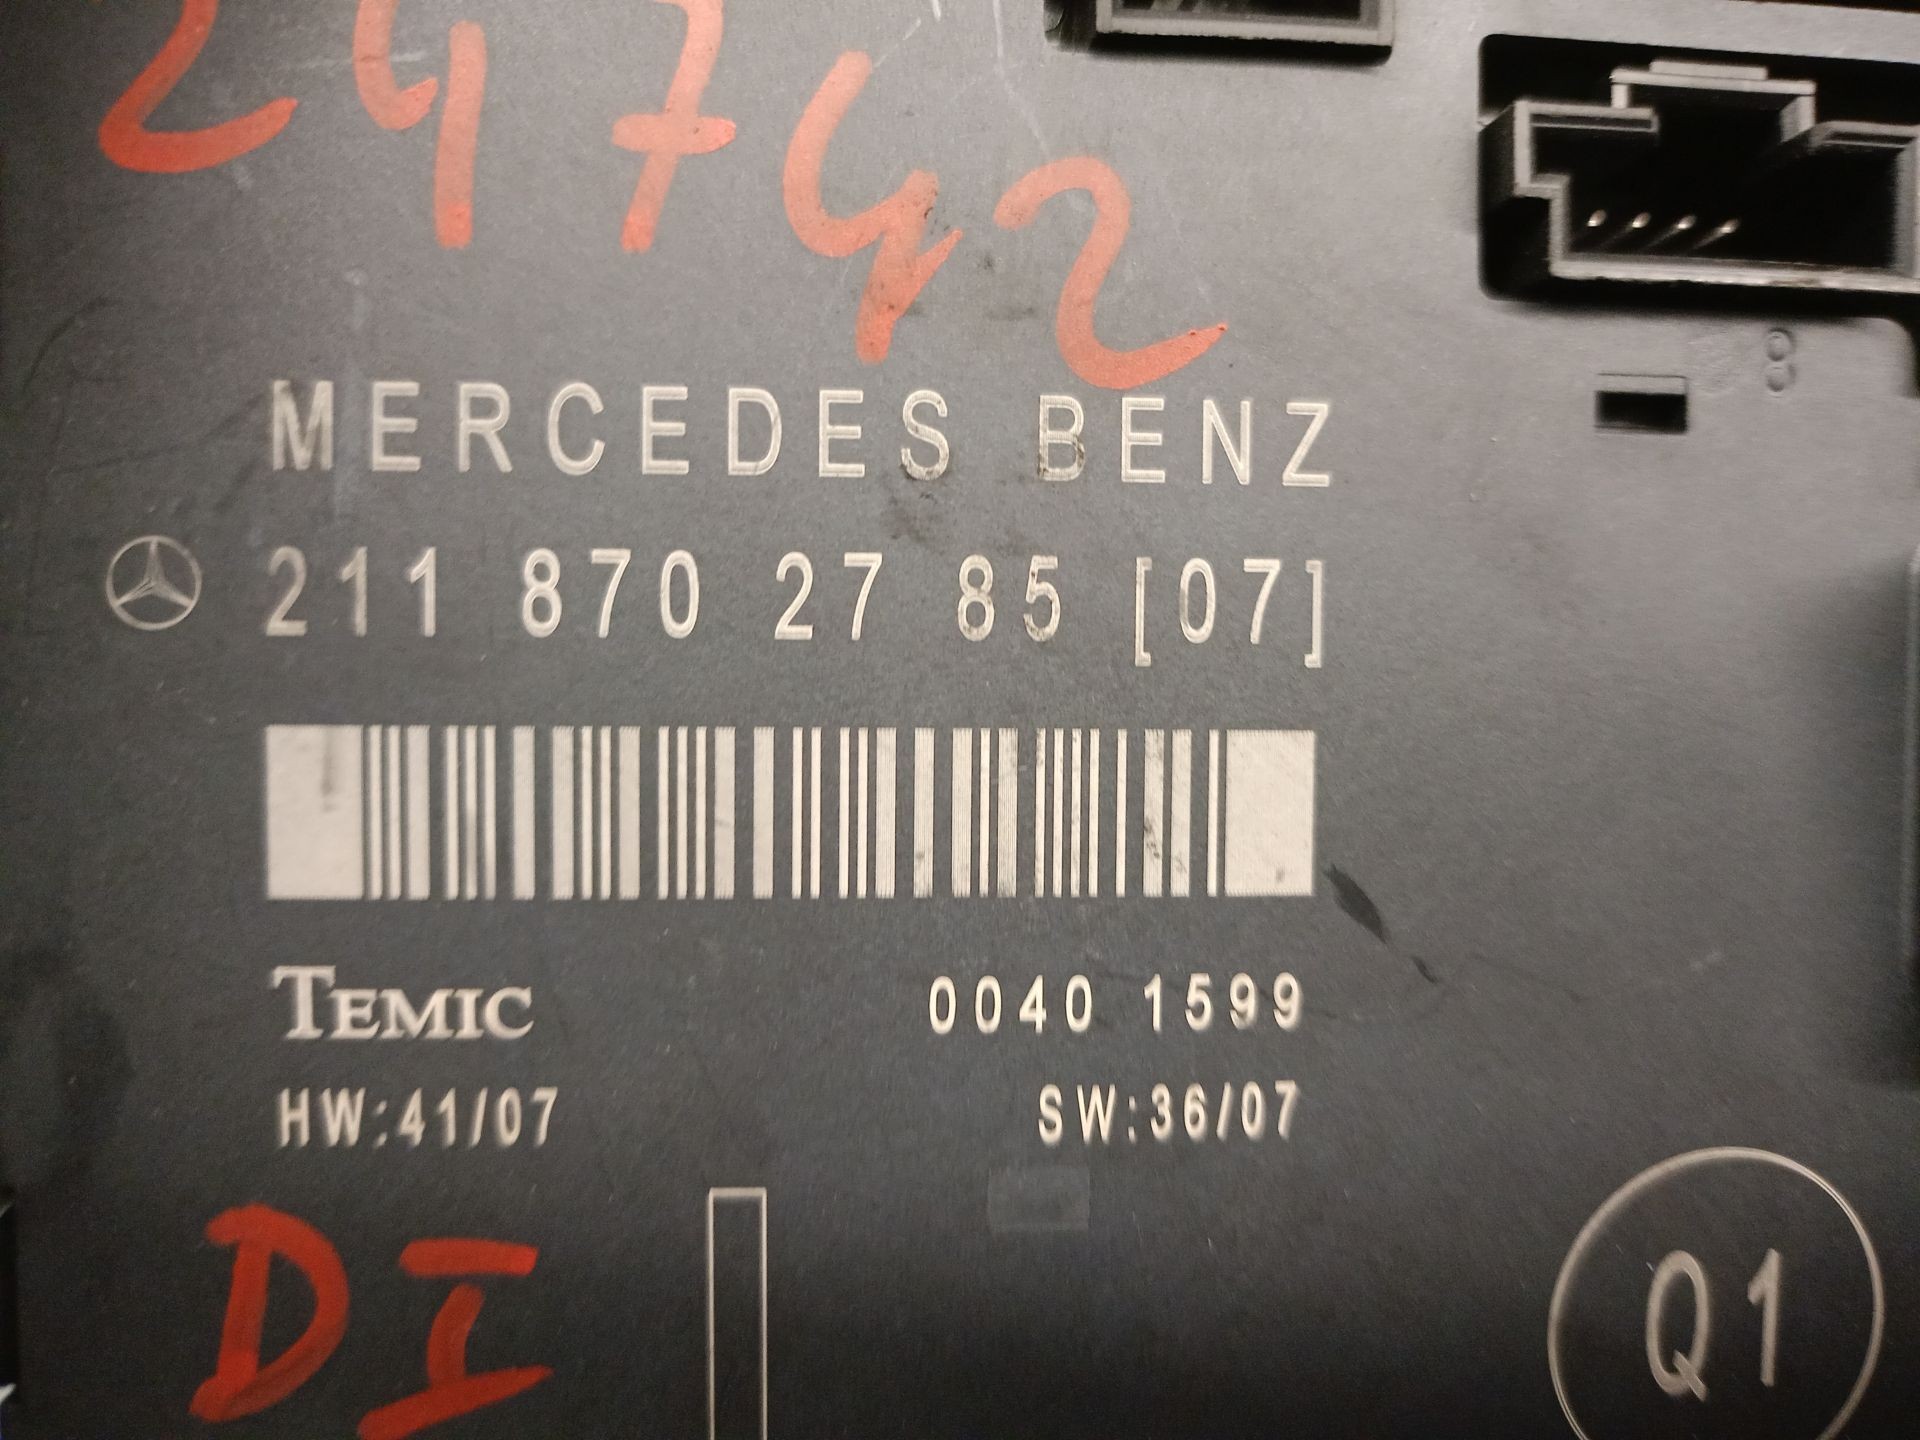 24742
MERCEDES BENZ
211 870 27 85 [07]
TEMIC 0040 1599
HW:41/07 SW:36/07
DI
Q1
8